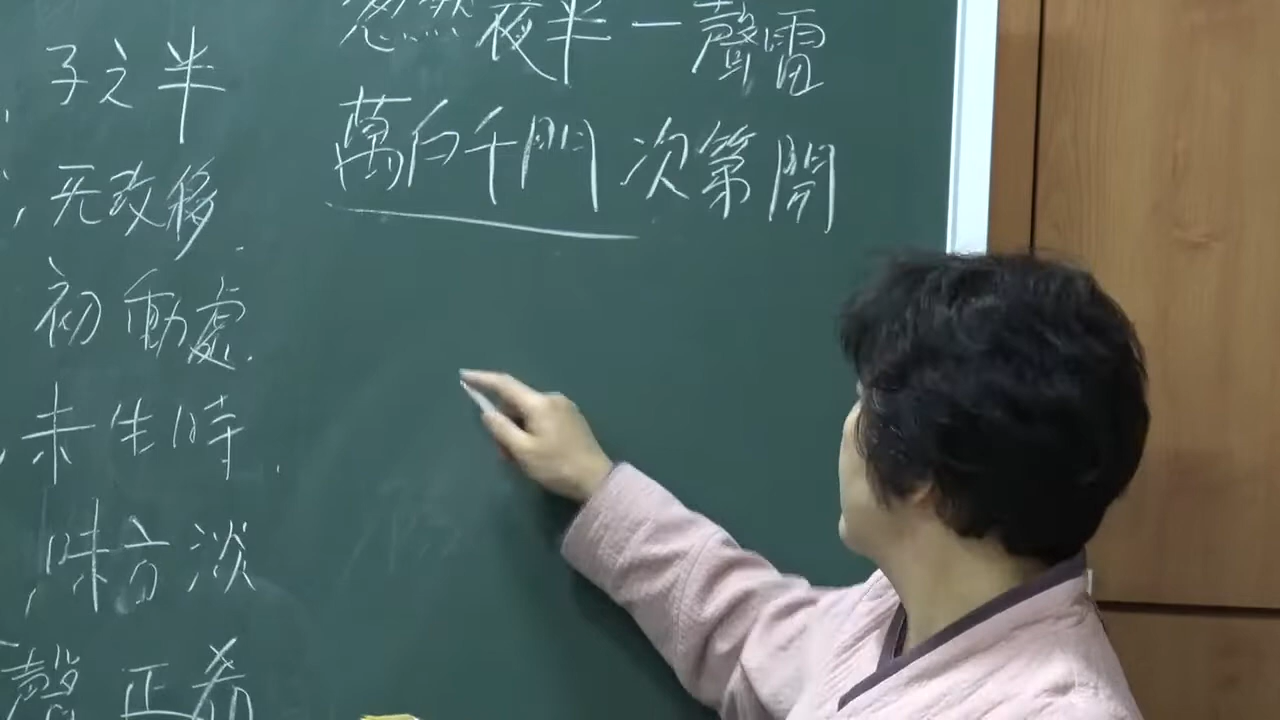 子之半
, 无改移.
初動處.
, 未生時.
, 味方淡
聲正希
忽然夜半一聲雷
萬戶千門次第開